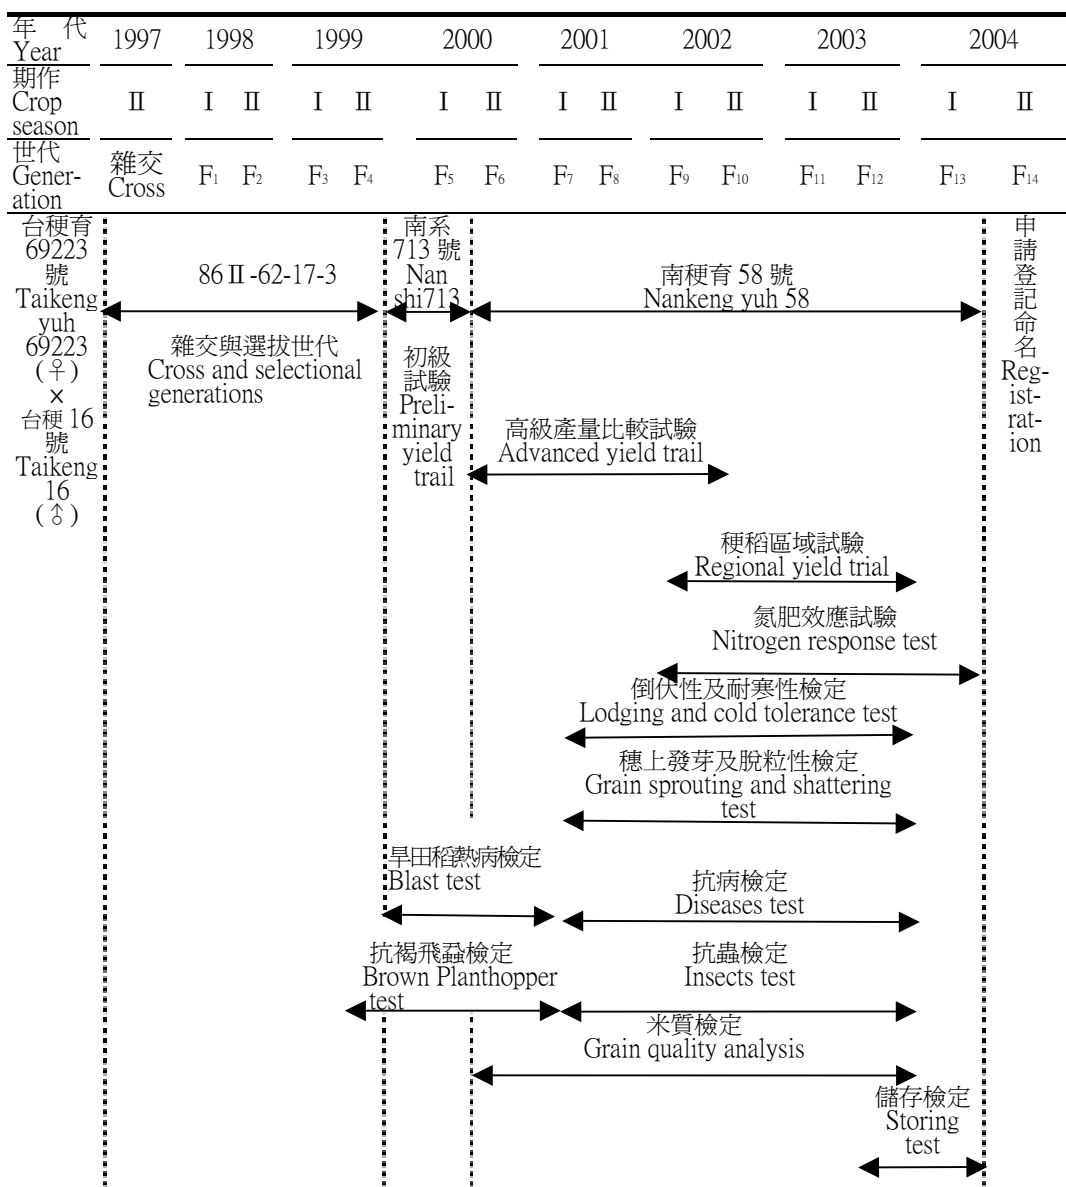 年 代 1997 1998 1999 2000 2001 2002 2003 2004
Year
期作
Crop Ⅱ Ⅰ Ⅱ Ⅰ Ⅱ Ⅰ Ⅱ Ⅰ Ⅱ Ⅰ Ⅱ Ⅰ Ⅱ Ⅰ Ⅱ
season
世代
Gener- 雜交 F1 F2 F3 F4 F5 F6 F7 F8 F9 F10 F11 F12 F13 F14
ation Cross
台稉育
69223
號
Taikeng
yuh
69223
(♀)
×
台稉 16
號
Taikeng
16
(♂)
86Ⅱ-62-17-3
雜交與選拔世代
Cross and selectional
generations
南系
713 號
Nan
shi713
初級
試驗
Preli-
minary
yield
trail
南稉育 58 號
Nankeng yuh 58
高級產量比較試驗
Advanced yield trail
稉稻區域試驗
Regional yield trial
氮肥效應試驗
Nitrogen response test
倒伏性及耐寒性檢定
Lodging and cold tolerance test
穗上發芽及脫粒性檢定
Grain sprouting and shattering
test
旱田稻熱病檢定
Blast test
抗病檢定
Diseases test
抗褐飛蝨檢定
Brown Planthopper
test
抗蟲檢定
Insects test
米質檢定
Grain quality analysis
儲存檢定
Storing
test
申
請
登
記
命
名
Reg-
ist-
rat-
ion